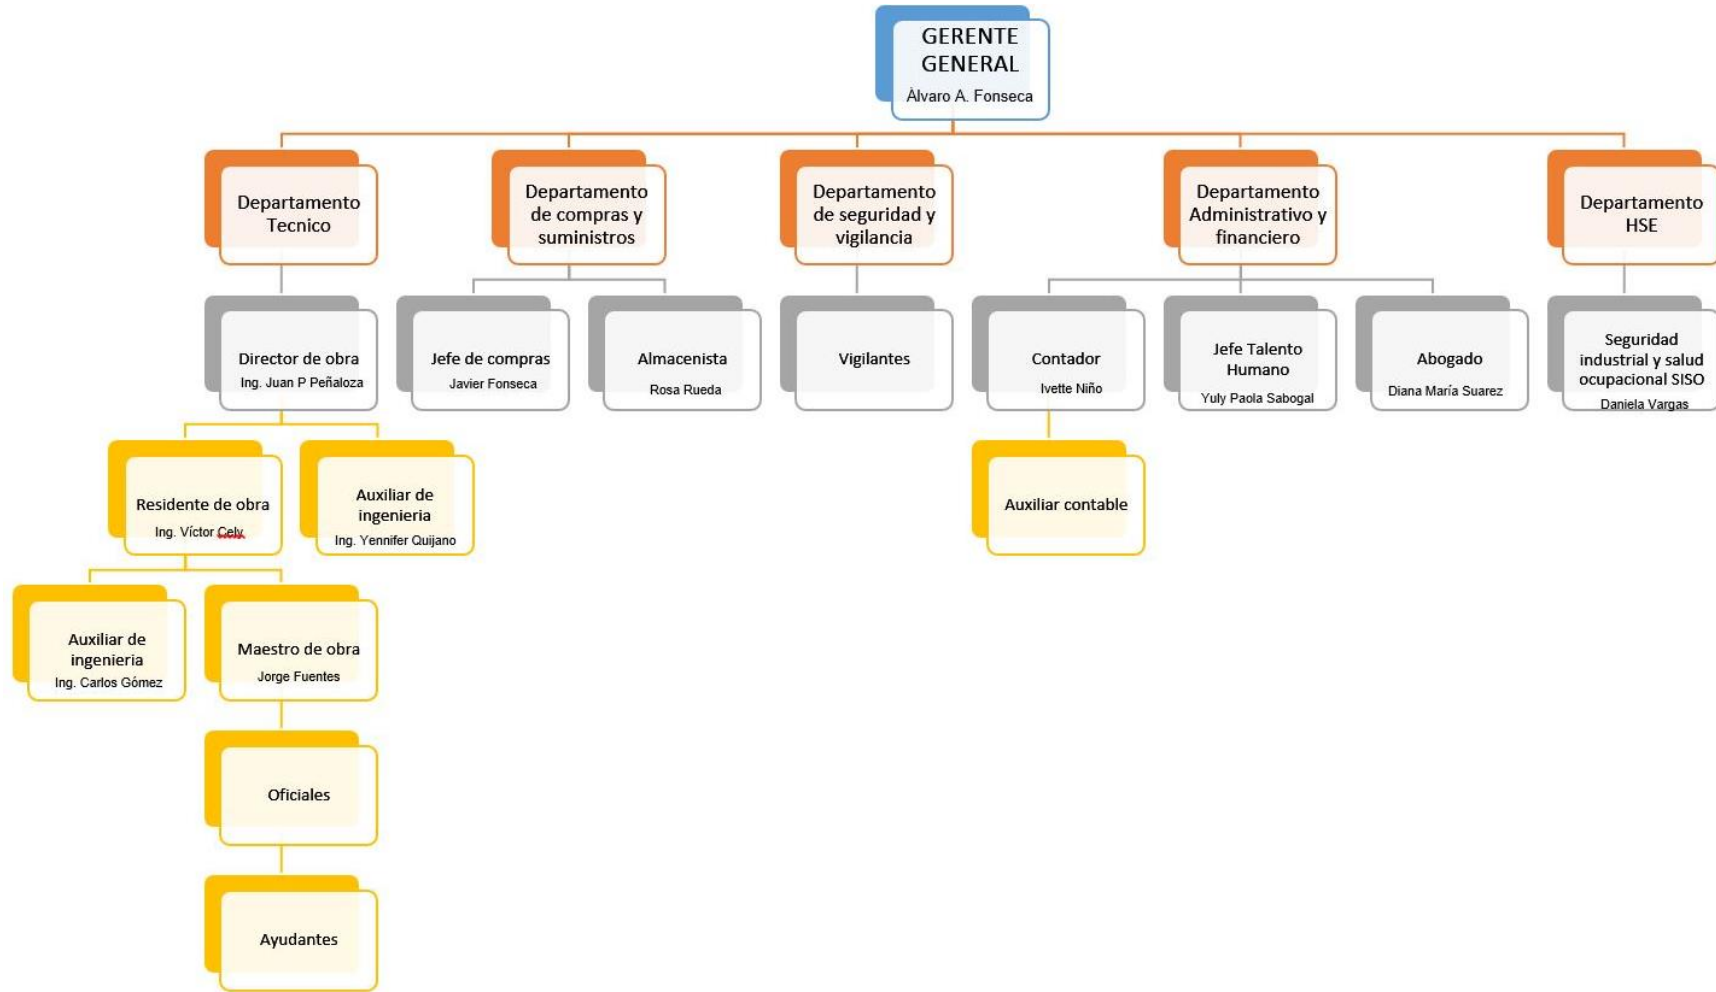 GERENTE
GENERAL
Álvaro A. Fonseca
Departamento
Tecnico
Departamento
de compras y
suministros
Departamento
de seguridad y
vigilancia
Departamento
Administrativo y
financiero
Departamento
HSE
Director de obra
Ing. Juan P Peñaloza
Jefe de compras
Javier Fonseca
Almacenista
Rosa Rueda
Vigilantes
Contador
Ivette Niño
Jefe Talento
Humano
Yuly Paola Sabogal
Abogado
Diana María Suarez
Seguridad
industrial y salud
ocupacional SISO
Daniela Vargas
Residente de obra
Ing. Víctor Cely
Auxiliar de
ingenieria
Ing. Yennifer Quijano
Auxiliar contable
Auxiliar de
ingenieria
Ing. Carlos Gómez
Maestro de obra
Jorge Fuentes
Oficiales
Ayudantes